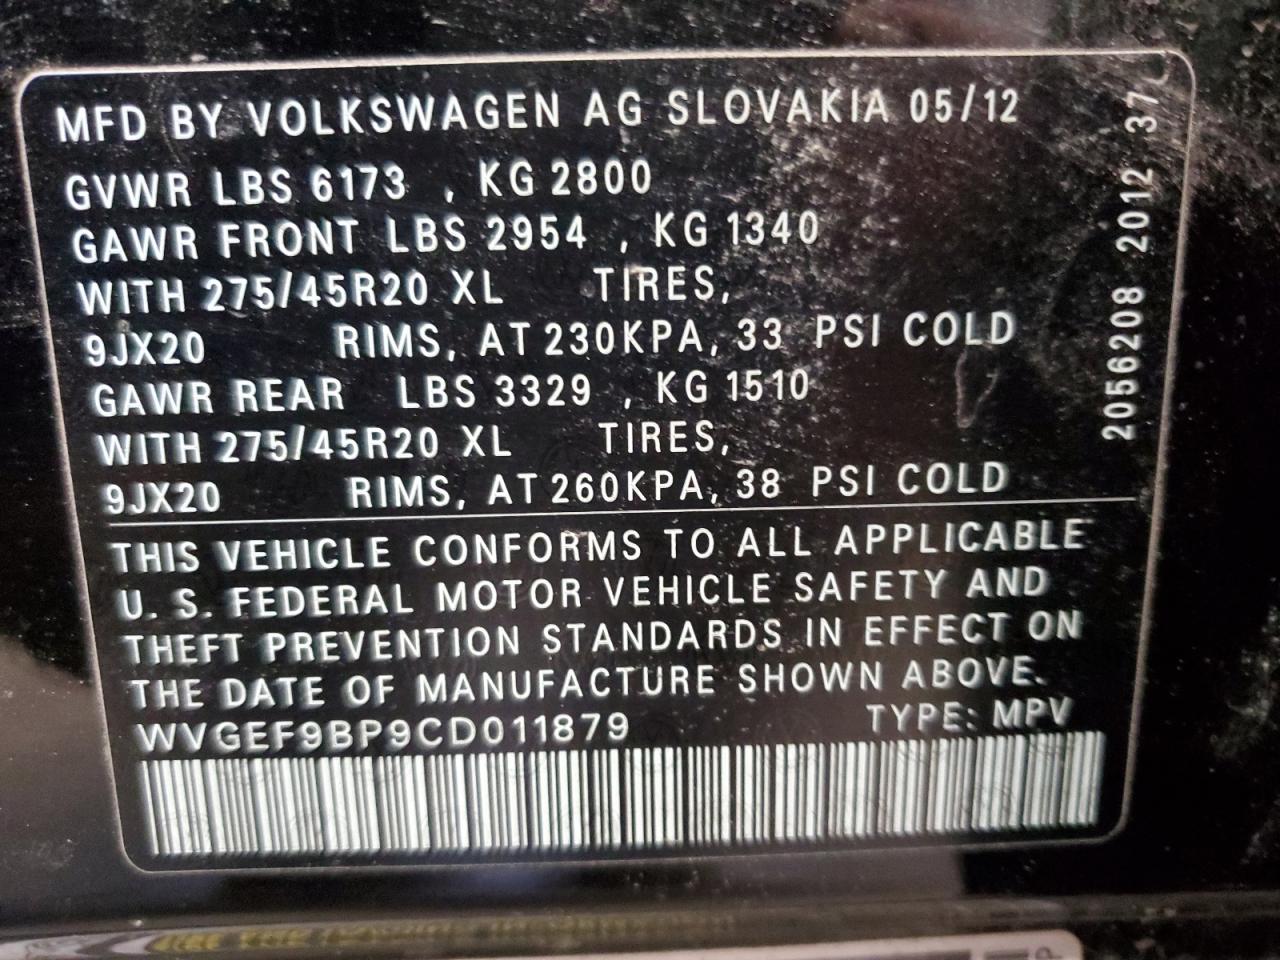 MFD BY VOLKSWAGEN AG SLOVAKIA 05/12
GVWR LBS 6173 , KG 2800
GAWR FRONT LBS 2954 , KG 1340
WITH 275/45R20 XL TIRES,
9JX20 RIMS, AT 230KPA, 33 PSI COLD
GAWR REAR LBS 3329 , KG 1510
WITH 275/45R20 XL TIRES,
9JX20 RIMS, AT 260KPA, 38 PSI COLD
THIS VEHICLE CONFORMS TO ALL APPLICABLE
U. S. FEDERAL MOTOR VEHICLE SAFETY AND
THEFT PREVENTION STANDARDS IN EFFECT ON
THE DATE OF MANUFACTURE SHOWN ABOVE.
WVGEF9BP9CD011879 TYPE: MPV
2056208 2012 37